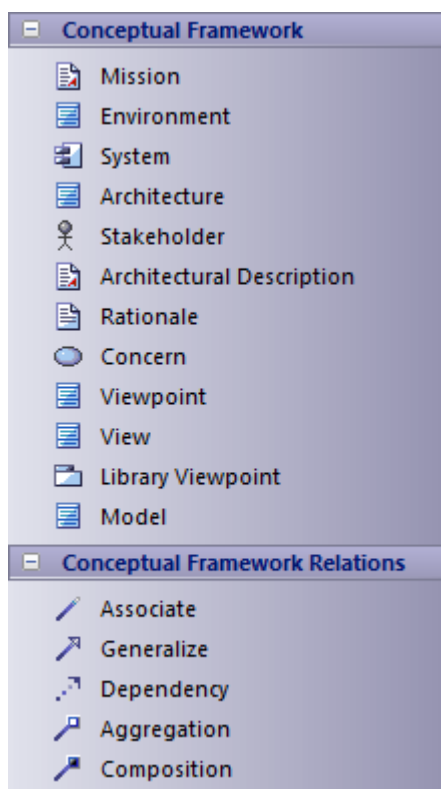 Conceptual Framework
Mission
Environment
System
Architecture
Stakeholder
Architectural Description
Rationale
Concern
Viewpoint
View
Library Viewpoint
Model
Conceptual Framework Relations
Associate
Generalize
Dependency
Aggregation
Composition